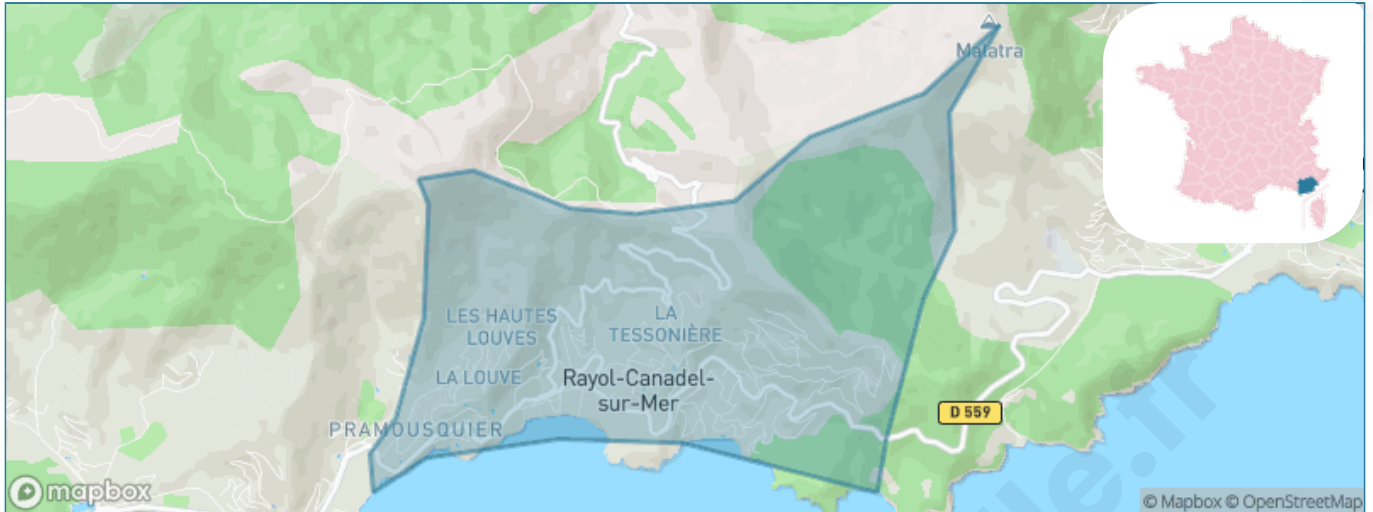 Malatra
LES HAUTES
LOUVES
LA
TESSONIÈRE
LA LOUVE
Rayol-Canadel-
sur-Mer
D 559
PRAMOUSQUIER
mapbox
© Mapbox © OpenStreetMap